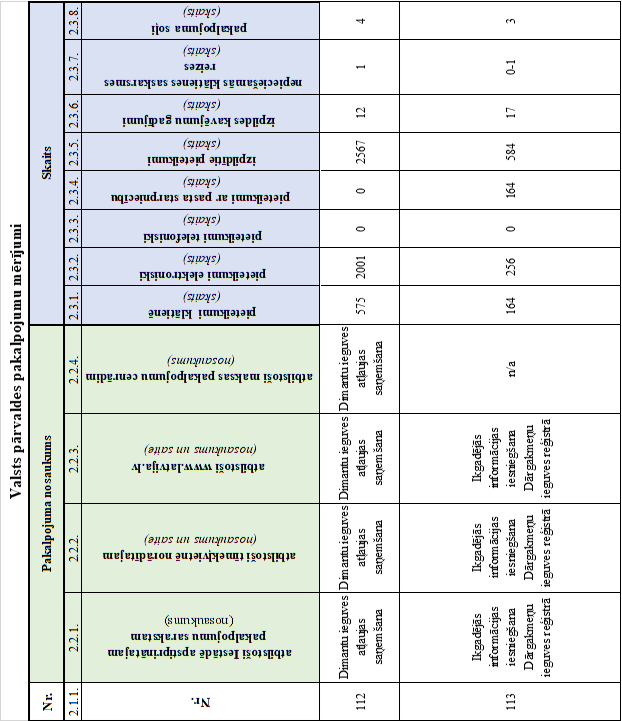 Valsts pārvaldes pakalpojumu mērījumi
Nr.
Pakalpojuma nosaukums
Skaits
2.1.1.
2.2.1.
2.2.2.
2.2.3.
2.2.4.
2.3.1.
2.3.2.
2.3.3.
2.3.4.
2.3.5.
2.3.6.
2.3.7.
2.3.8.
Nr.
atbilstoši Iestādē apstiprinātajam
pakalpojumu sarakstam
(nosaukums)
atbilstoši tīmekļvietnē norādītajam
(nosaukums un saite)
atbilstoši www.latvija.lv
(nosaukums un saite)
atbilstoši maksas pakalpojumu cenrādim
(nosaukums)
pieteikumi klātienē
(skaits)
pieteikumi elektroniski
(skaits)
pieteikumi telefoniski
(skaits)
pieteikumi ar pasta starpniecību
(skaits)
izpildītie pieteikumi
(skaits)
izpildes kavējumu gadījumi
(skaits)
nepieciešamās klātienes saskarsmes
reizes
(skaits)
pakalpojuma soļi
(skaits)
112
Dimantu ieguves
atļaujas
saņemšana
Dimantu ieguves
atļaujas
saņemšana
Dimantu ieguves
atļaujas
saņemšana
Dimantu ieguves
atļaujas
saņemšana
575
2001
0
0
2567
12
1
4
113
Ikgadējās
informācijas
iesniegšana
Dārgakmeņu
ieguves reģistrā
Ikgadējās
informācijas
iesniegšana
Dārgakmeņu
ieguves reģistrā
Ikgadējās
informācijas
iesniegšana
Dārgakmeņu
ieguves reģistrā
n/a
164
256
0
164
584
17
0-1
3